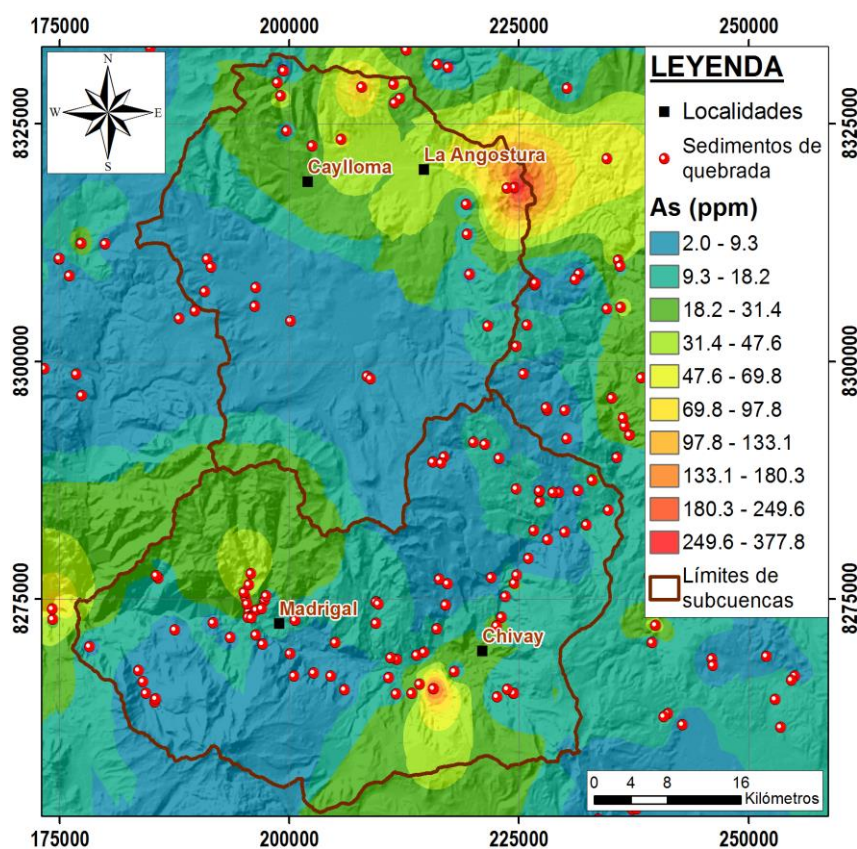 175000
200000
225000
250000
N
W
E
S
LEYENDA
Localidades
Sedimentos de
quebrada
As (ppm)
2.0 - 9.3
9.3 - 18.2
18.2 - 31.4
31.4 - 47.6
47.6 - 69.8
69.8 - 97.8
97.8 - 133.1
133.1 - 180.3
180.3 - 249.6
249.6 - 377.8
Límites de
subcuencas
8325000
8325000
La Angostura
Caylloma
8300000
8300000
8275000
8275000
Madrigal
Chivay
0 4 8 16
Kilómetros
175000
200000
225000
250000